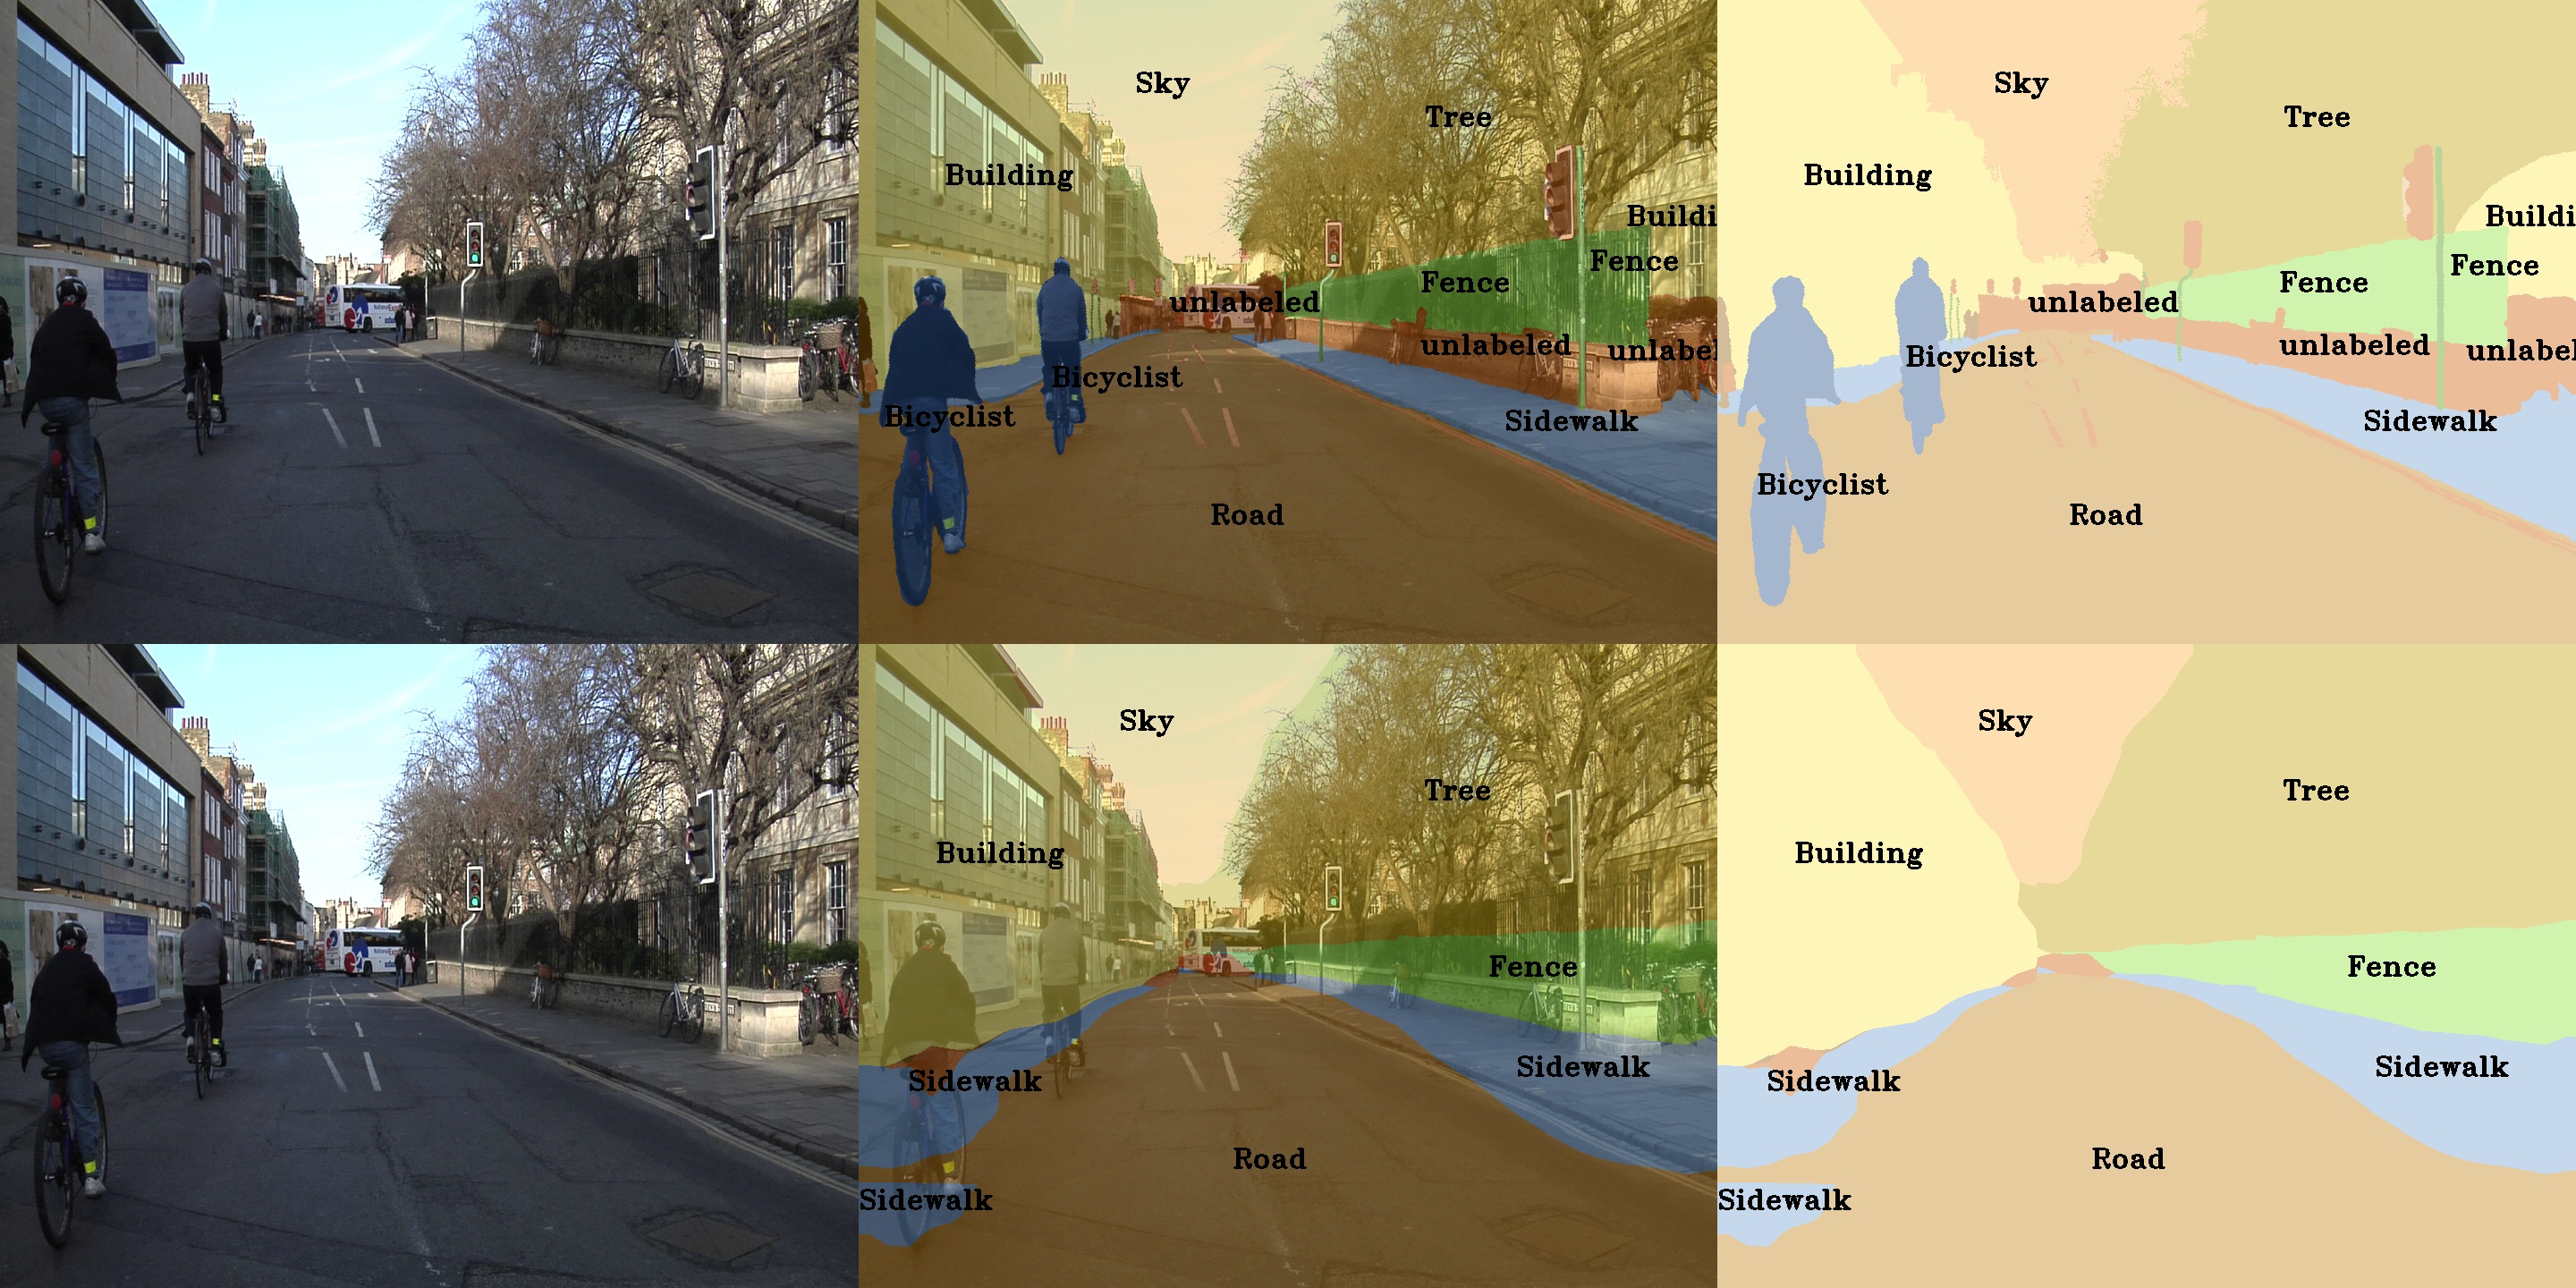 Sky
Tree
Building
Buildi
Fence
Fence
unlabeled
unlabeled
unlabel
Bicyclist
Bicyclist
Sidewalk
Road
Sky
Tree
Building
Buildi
Fence
Fence
unlabeled
unlabeled
unlabel
Bicyclist
Sidewalk
Bicyclist
Road
Sky
Tree
Building
Fence
Sidewalk
Sidewalk
Road
Sidewalk
Sky
Tree
Building
Fence
Sidewalk
Sidewalk
Road
Sidewalk